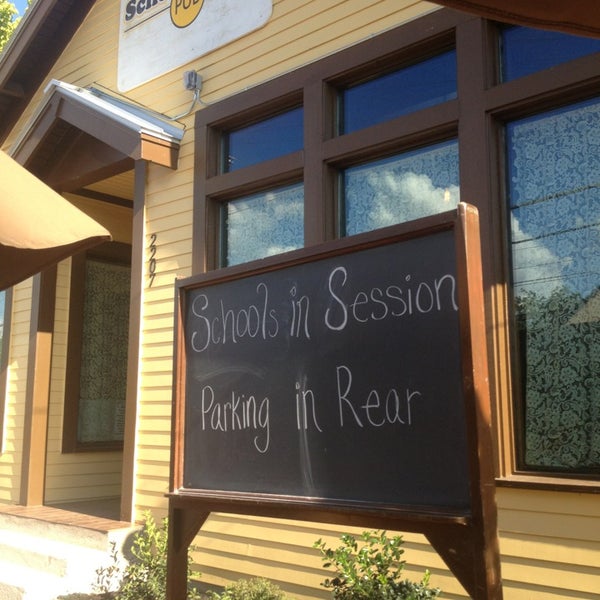 Schools in Session
Parking in Rear
2207